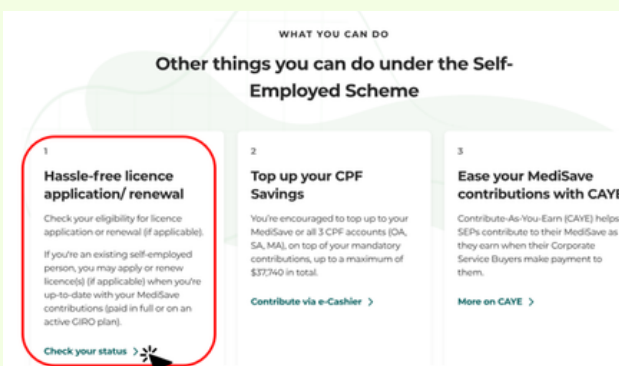 WHAT YOU CAN DO
Other things you can do under the Self-
Employed Scheme
1
Hassle-free licence
application/ renewal
Check your eligibility for licence
application or renewal (if applicable).
If you're an existing self-employed
person, you may apply or renew
licence(s) (if applicable) when you're
up-to-date with your MediSave
contributions (paid in full or on an
active GIRO plan).
Check your status >
2
Top up your CPF
Savings
You're encouraged to top up to your
MediSave or all 3 CPF accounts (OA,
SA, MA), on top of your mandatory
contributions, up to a maximum of
$37,740 in total.
Contribute via e-Cashier >
3
Ease your MediSave
contributions with CAYE
Contribute-As-You-Earn (CAYE) helps
SEPs contribute to their MediSave as
they earn when their Corporate
Service Buyers make payment to
them.
More on CAYE >